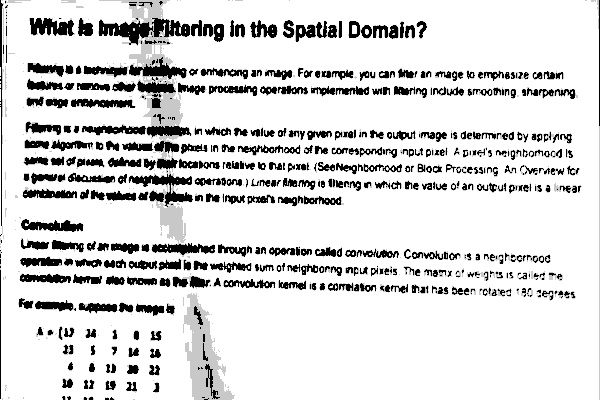 What Is Image Filtering in the Spatial Domain?
Filtering is a technique for modifying or enhancing an image. For example, you can filter an image to emphasize certain
features or remove other features. Image processing operations implemented with filtering include smoothing, sharpening,
and edge enhancement.
Filtering is a neighborhood operation, in which the value of any given pixel in the output image is determined by applying
some algorithm to the values of the pixels in the neighborhood of the corresponding input pixel. A pixel's neighborhood is
same set of pixels, defined by their locations relative to that pixel. (SeeNeighborhood or Block Processing: An Overview for
a general discussion of neighborhood operations.) Linear filtering is filtering in which the value of an output pixel is a linear
combination of the values of the pixels in the input pixel's neighborhood.
Convolution
Linear filtering of an image is accomplished through an operation called convolution. Convolution is a neighborhood
operation in which each output pixel is the weighted sum of neighboring input pixels. The matrix of weights is called the
convolution kernel, also known as the filter. A convolution kernel is a correlation kernel that has been rotated 180 degrees.
For example, suppose the image is
A = [17 24 1 8 15
23 5 7 14 16
4 6 13 20 22
10 12 19 21 3